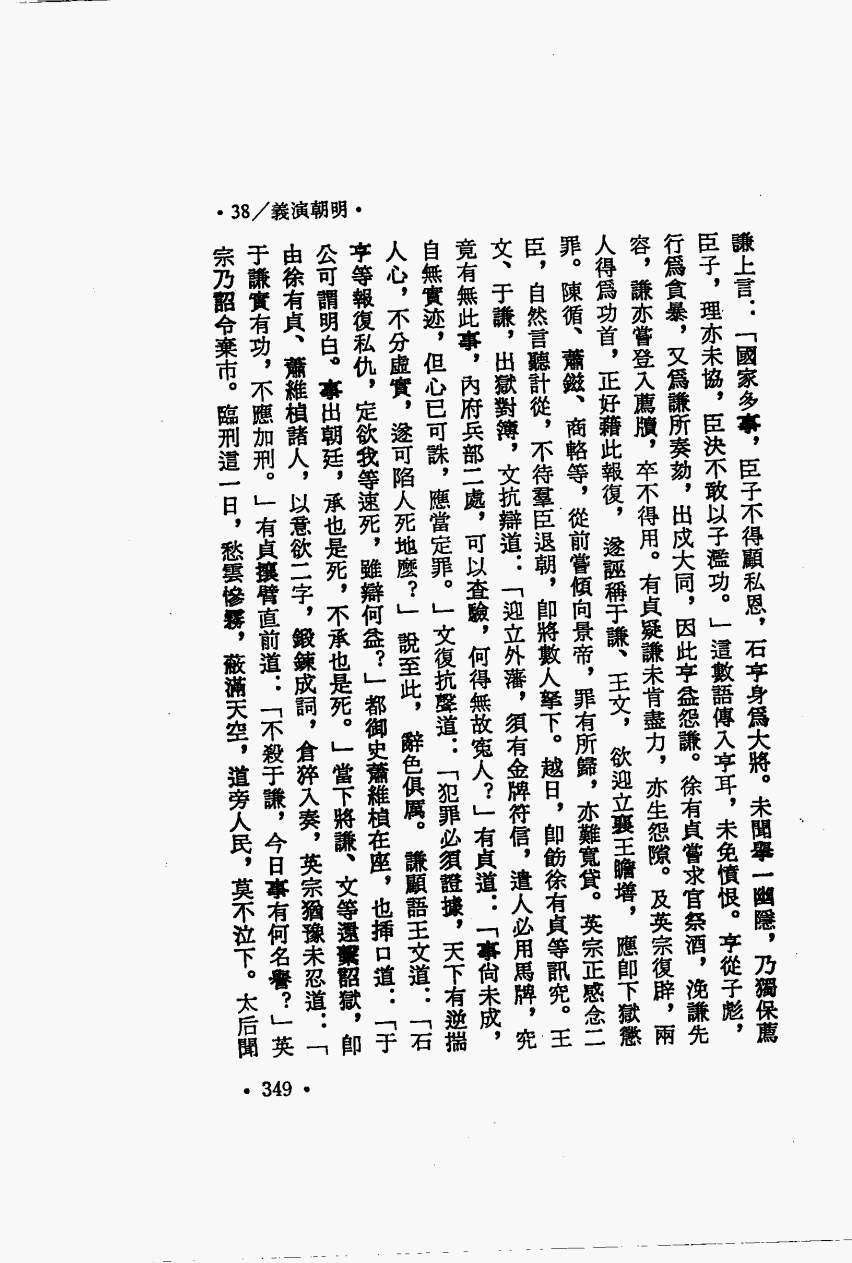 •38/義演朝明•
謙上言：「國家多事，臣子不得顧私恩，石亨身爲大將。未聞舉一幽隱，乃獨保薦
臣子，理亦未協，臣決不敢以子濫功。」這數語傳入亨耳，未免憤恨。亨從子彪，
行爲貪暴，又爲謙所奏劾，出戍大同，因此亨益怨謙。徐有貞嘗求官祭酒，浼謙先
容，謙亦嘗登入薦牘，卒不得用。有貞疑謙未肯盡力，亦生怨隙。及英宗復辟，兩
人得爲功首，正好藉此報復，遂誣稱于謙、王文，欲迎立襄王瞻墡，應卽下獄懲
罪。陳循、蕭鎡、商輅等，從前嘗傾向景帝，罪有所歸，亦難寬貸。英宗正感念二
臣，自然言聽計從，不待羣臣退朝，卽將數人拏下。越日，卽飭徐有貞等訊究。王
文、于謙，出獄對簿，文抗辯道：「迎立外藩，須有金牌符信，遣人必用馬牌，究
竟有無此事，內府兵部二處，可以查驗，何得無故寃人？」有貞道：「事尙未成，
自無實迹，但心已可誅，應當定罪。」文復抗聲道：「犯罪必須證據，天下有逆揣
人心，不分虛實，遂可陷人死地麼？」說至此，辭色俱厲。謙顧語王文道：「石
亨等報復私仇，定欲我等速死，雖辯何益？」都御史蕭維楨在座，也揷口道：「于
公可謂明白。事出朝廷，承也是死，不承也是死。」當下將謙、文等還繫詔獄，卽
由徐有貞、蕭維楨諸人，以意欲二字，鍛鍊成詞，倉猝入奏，英宗猶豫未忍道：「
于謙實有功，不應加刑。」有貞攘臂直前道：「不殺于謙，今日事有何名譽？」英
宗乃詔令棄市。臨刑這一日，愁雲慘霧，蔽滿天空，道旁人民，莫不泣下。太后聞
•349•